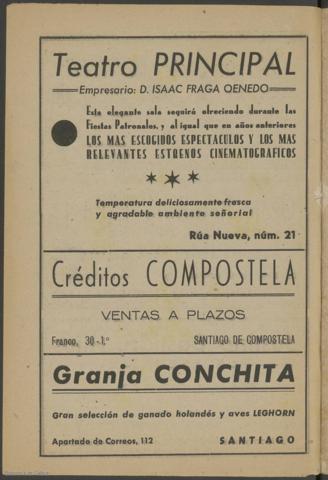 Teatro PRINCIPAL
Empresario: D. ISAAC FRAGA OENEDO
Esta elegante sala seguirá ofreciendo durante las
Fiestas Patronales, y al igual que en años anteriores
LOS MAS ESCOGIDOS ESPECTACULOS Y LOS MAS
RELEVANTES ESTRENOS CINEMATOGRAFICOS
Temperatura deliciosamente fresca
y agradable ambiente señorial
Rúa Nueva, núm. 21
Créditos COMPOSTELA
VENTAS A PLAZOS
Franco, 30-1.° SANTIAGO DE COMPOSTELA
Granja CONCHITA
Gran selección de ganado holandés y aves LEGHORN
Apartado de Correos, 112 SANTIAGO